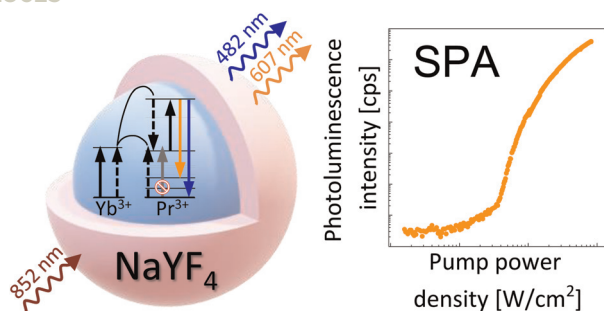 482 nm
607 nm
Yb³⁺
Pr³⁺
NaYF₄
852 nm
SPA
Photoluminescence
intensity [cps]
Pump power
density [W/cm²]